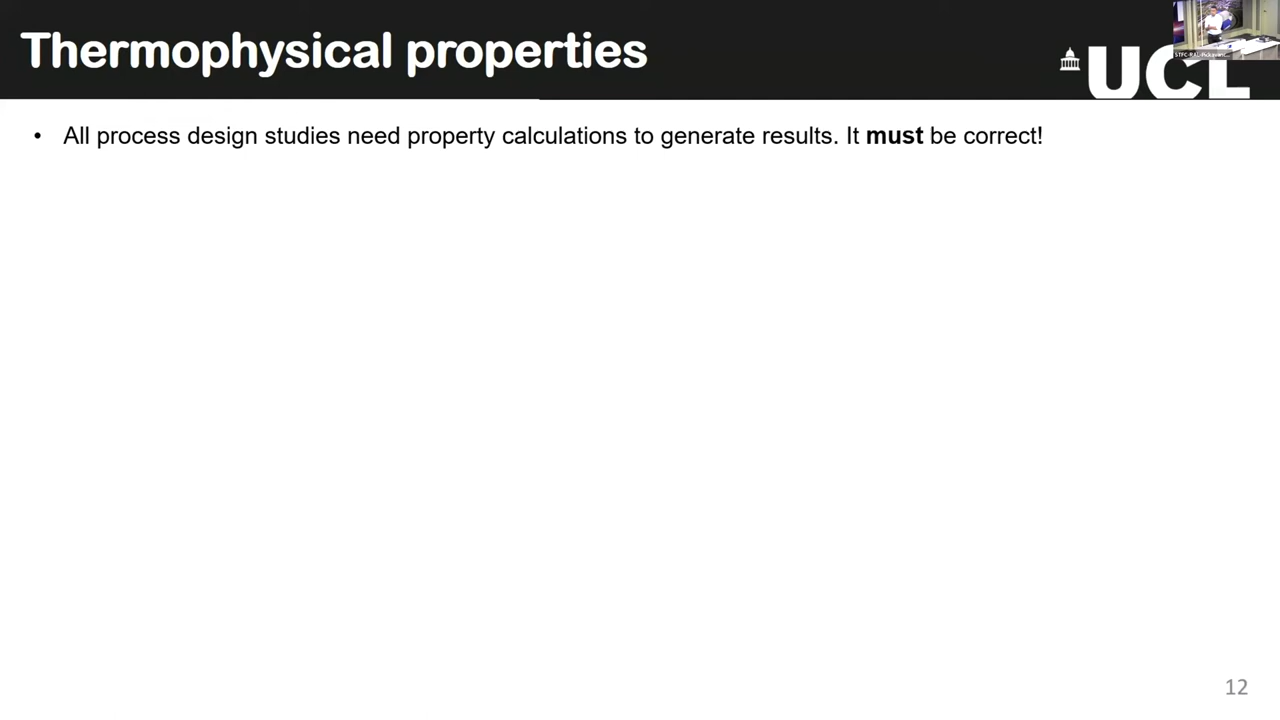 Thermophysical properties
UCL
• All process design studies need property calculations to generate results. It must be correct!
12